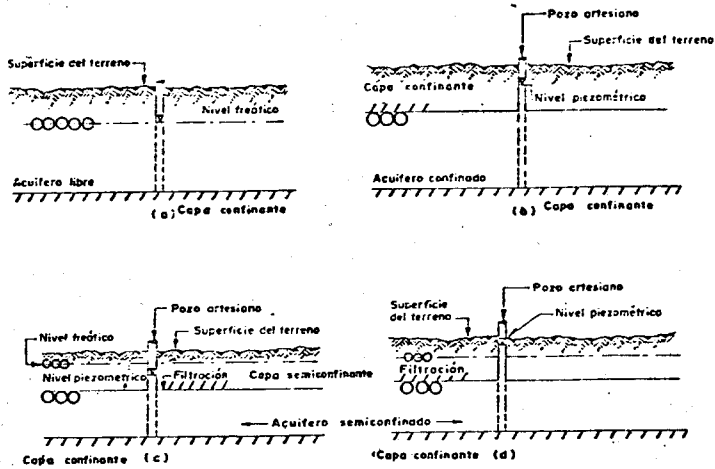 Superficie del terreno
Nivel freático
Acuífero libre
(a) Capa confinante
Pozo artesiano
Superficie del terreno
Capa confinante
Nivel piezométrico
Acuífero confinado
(b) Capa confinante
Pozo artesiano
Nivel freático
Superficie del terreno
Nivel piezometrico
Filtración
Capa semiconfinante
Capa confinante (c)
Acuífero semiconfinado
Pozo artesiano
Superficie
del terreno
Nivel piezométrico
Filtración
Capa confinante (d)